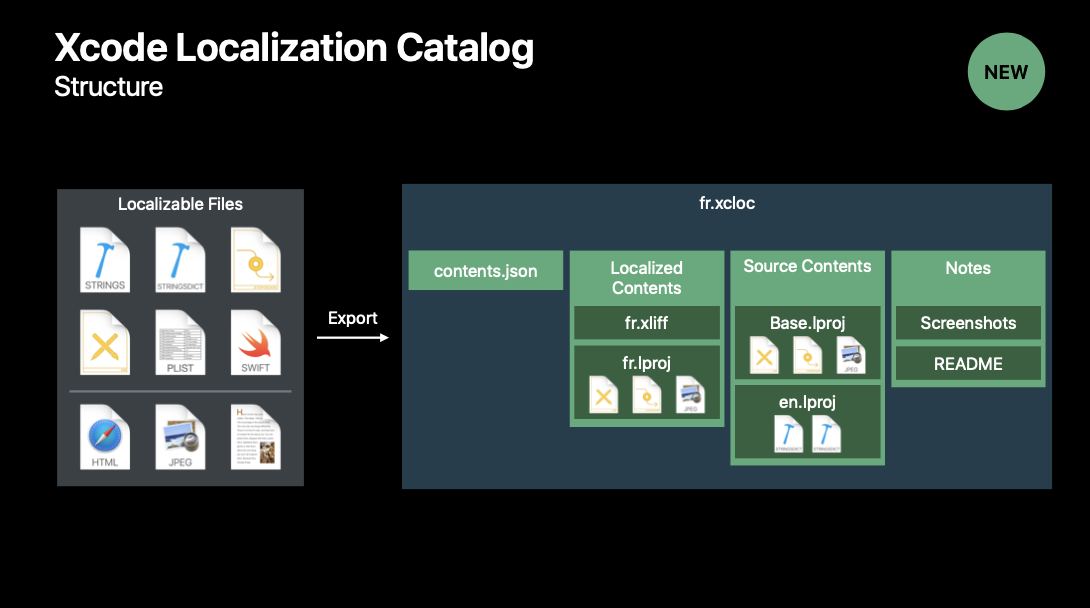 Xcode Localization Catalog
Structure
NEW
Localizable Files
STRINGS
STRINGSDICT
PLIST
SWIFT
HTML
JPEG
Export
fr.xcloc
contents.json
Localized
Contents
fr.xliff
fr.lproj
JPEG
Source Contents
Base.lproj
JPEG
en.lproj
STRINGSDICT
STRINGSDICT
Notes
Screenshots
README